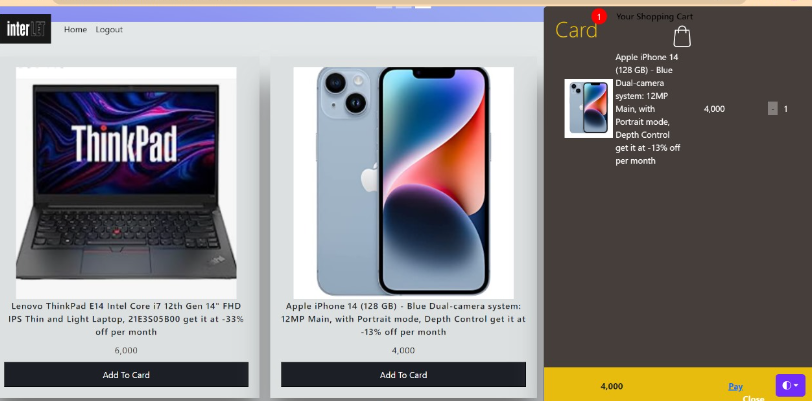 inter
Home Logout
ThinkPad
Lenovo ThinkPad E14 Intel Core i7 12th Gen 14" FHD
IPS Thin and Light Laptop, 21E3S05B00 get it at -33%
off per month
6,000
Add To Card
Apple iPhone 14 (128 GB) - Blue Dual-camera system:
12MP Main, with Portrait mode, Depth Control get it at
-13% off per month
4,000
Add To Card
Card
1
Your Shopping Cart
Apple iPhone 14
(128 GB) - Blue
Dual-camera
system: 12MP
Main, with
Portrait mode,
Depth Control
get it at -13% off
per month
4,000
- 1
4,000
Pay
Close